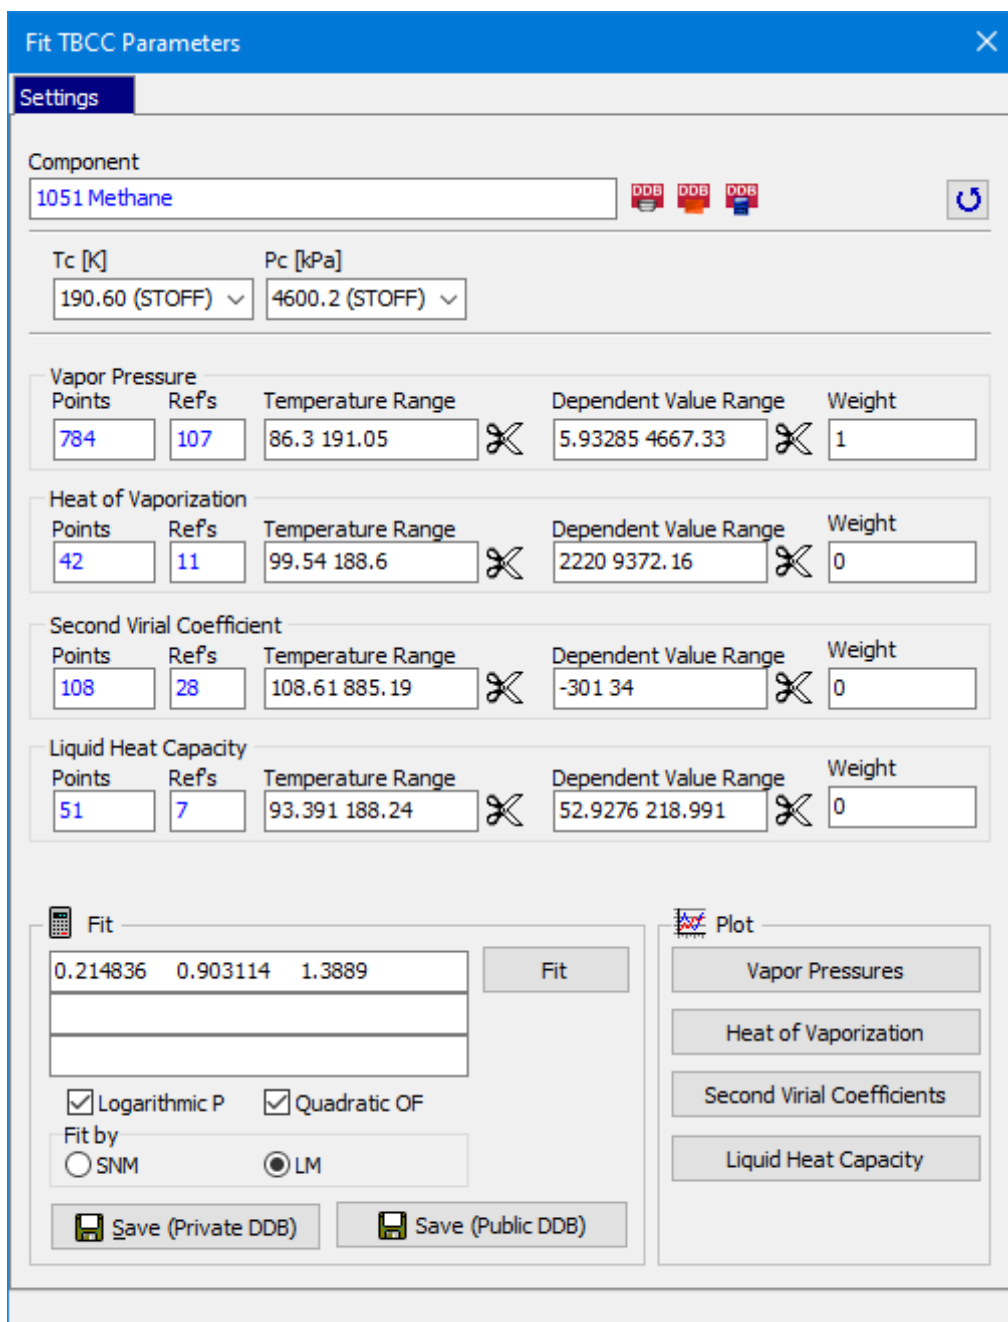 Fit TBCC Parameters
Settings
Component
1051 Methane
DDB DDB DDB
Tc [K] Pc [kPa]
190.60 (STOFF) 4600.2 (STOFF)
Vapor Pressure
Points Ref's Temperature Range Dependent Value Range Weight
784 107 86.3 191.05 5.93285 4667.33 1
Heat of Vaporization
Points Ref's Temperature Range Dependent Value Range Weight
42 11 99.54 188.6 2220 9372.16 0
Second Virial Coefficient
Points Ref's Temperature Range Dependent Value Range Weight
108 28 108.61 885.19 -301 34 0
Liquid Heat Capacity
Points Ref's Temperature Range Dependent Value Range Weight
51 7 93.391 188.24 52.9276 218.991 0
Fit Plot
0.214836 0.903114 1.3889 Fit Vapor Pressures
Heat of Vaporization
Logarithmic P Quadratic OF Second Virial Coefficients
Fit by
SNM LM Liquid Heat Capacity
Save (Private DDB) Save (Public DDB)